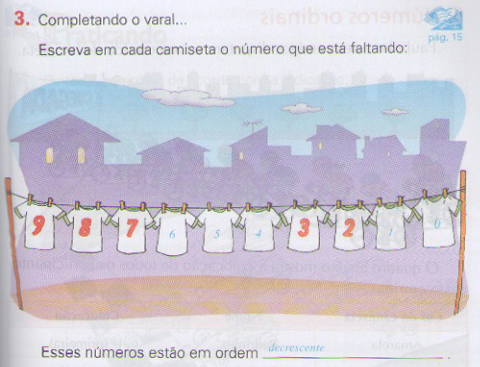 3. Completando o varal...
pág. 15
Escreva em cada camiseta o número que está faltando:
9 8 7 6 5 4 3 2 1 0
Esses números estão em ordem decrescente.